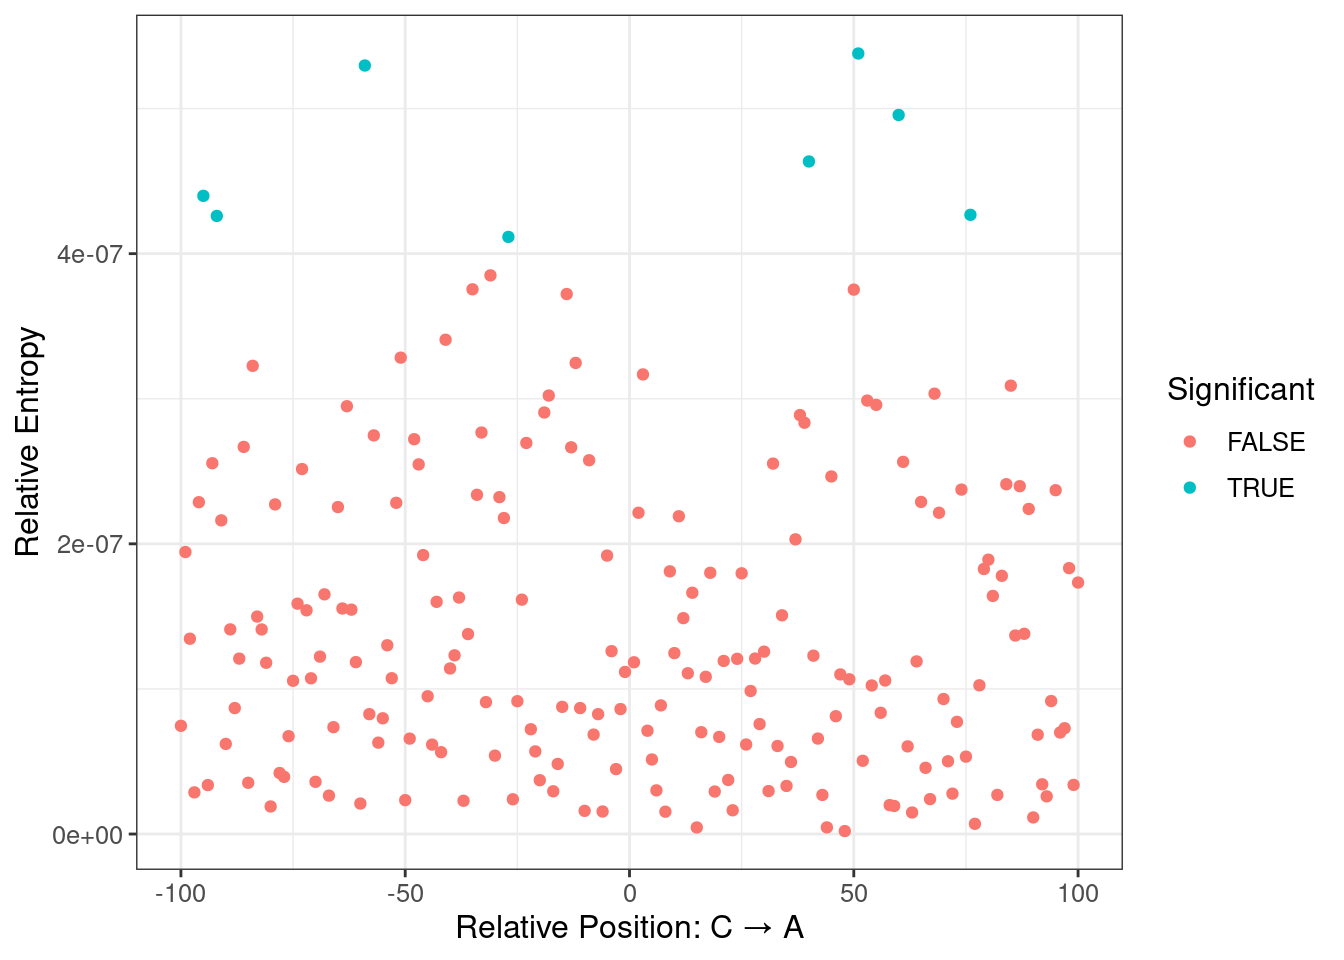 Relative Entropy
4e-07
2e-07
0e+00
-100 -50 0 50 100
Relative Position: C → A
Significant
FALSE
TRUE